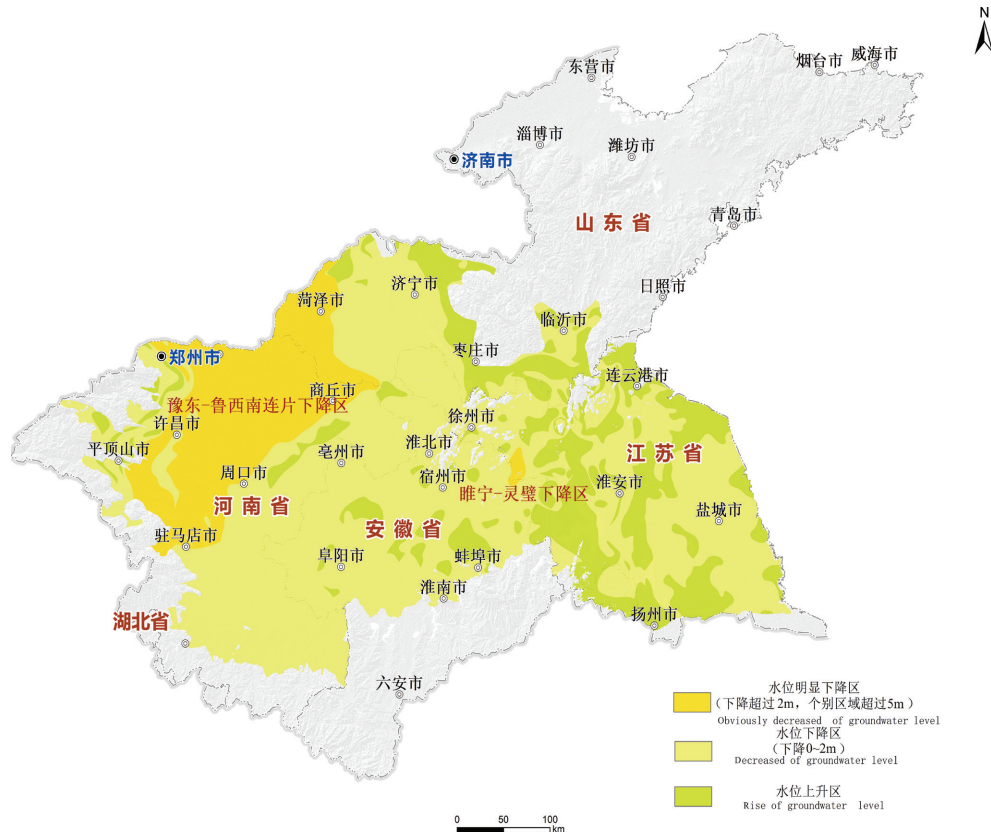 N
东营市
烟台市
威海市
淄博市
潍坊市
济南市
山东省
青岛市
日照市
济宁市
菏泽市
临沂市
枣庄市
郑州市
连云港市
商丘市
豫东-鲁西南连片下降区
许昌市
徐州市
平顶山市
亳州市
淮北市
江苏省
周口市
宿州市
睢宁-灵璧下降区
淮安市
河南省
盐城市
安徽省
驻马店市
阜阳市
蚌埠市
淮南市
湖北省
扬州市
六安市
水位明显下降区
(下降超过2m，个别区域超过5m)
Obviously decreased of groundwater level
水位下降区
(下降0~2m)
Decreased of groundwater level
水位上升区
Rise of groundwater level
0 50 100
km